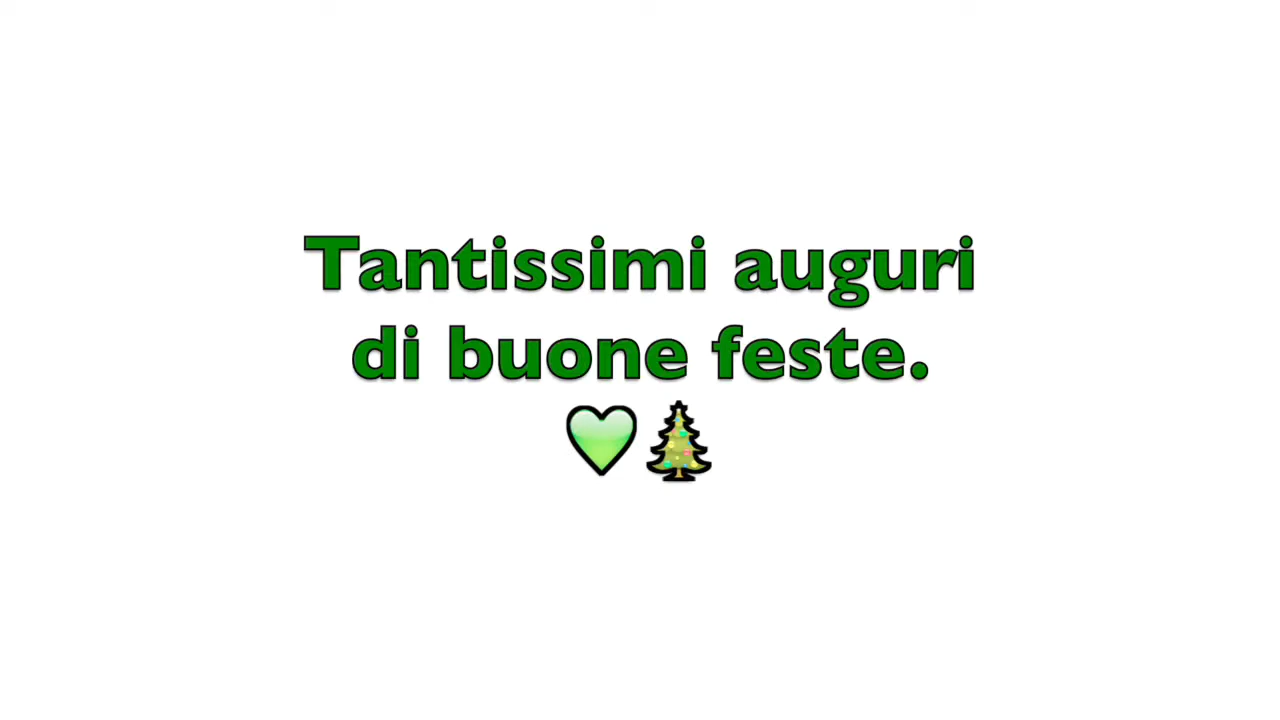 Tantissimi auguri
di buone feste.
💚🎄